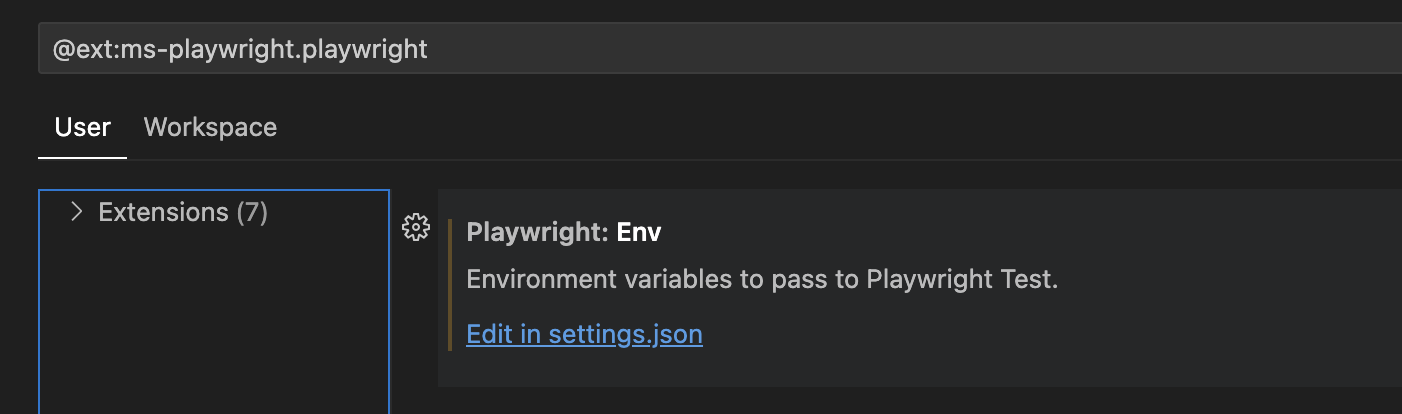 @ext:ms-playwright.playwright
User Workspace
Extensions (7)
Playwright: Env
Environment variables to pass to Playwright Test.
Edit in settings.json